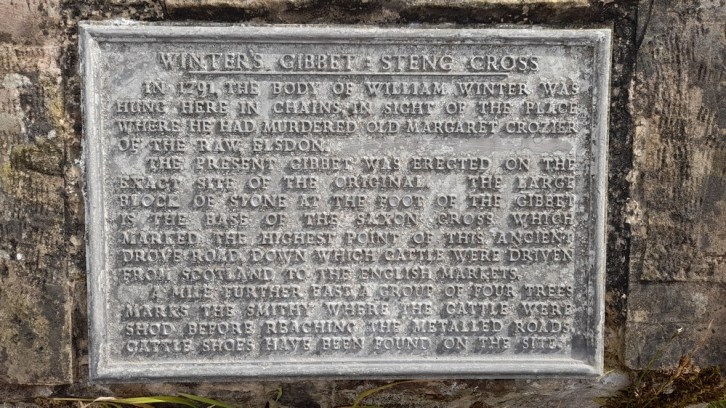 WINTER'S GIBBET : STENG CROSS
IN 1791 THE BODY OF WILLIAM WINTER WAS
HUNG HERE IN CHAINS IN SIGHT OF THE PLACE
WHERE HE HAD MURDERED OLD MARGARET CROZIER
OF THE RAW, ELSDON.
THE PRESENT GIBBET WAS ERECTED ON THE
EXACT SITE OF THE ORIGINAL. THE LARGE
BLOCK OF STONE AT THE FOOT OF THE GIBBET
IS THE BASE OF THE SAXON CROSS WHICH
MARKED THE HIGHEST POINT OF THIS ANCIENT
DROVE ROAD DOWN WHICH CATTLE WERE DRIVEN
FROM SCOTLAND TO THE ENGLISH MARKETS.
A MILE FURTHER EAST A GROUP OF FOUR TREES
MARKS THE SMITHY WHERE THE CATTLE WERE
SHOD BEFORE REACHING THE METALLED ROADS.
CATTLE SHOES HAVE BEEN FOUND ON THE SITE.